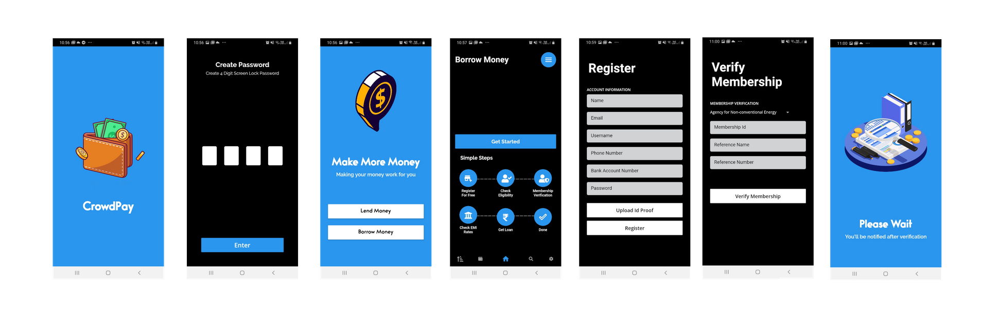 10:56
CrowdPay
10:56
Create Password
Create 4 Digit Screen Lock Password
Enter
10:56
Make More Money
Making your money work for you
Lend Money
Borrow Money
10:57
Borrow Money
Get Started
Simple Steps
Register
For Free
Check
Eligibility
Membership
Verification
Check EMI
Rates
Get Loan
Done
10:59
Register
ACCOUNT INFORMATION
Name
Email
Username
Phone Number
Bank Account Number
Password
Upload Id Proof
Register
11:00
Verify
Membership
MEMBERSHIP VERIFICATION
Agency for Non-conventional Energy
Membership Id
Reference Name
Reference Number
Verify Membership
11:00
Please Wait
You'll be notified after verification